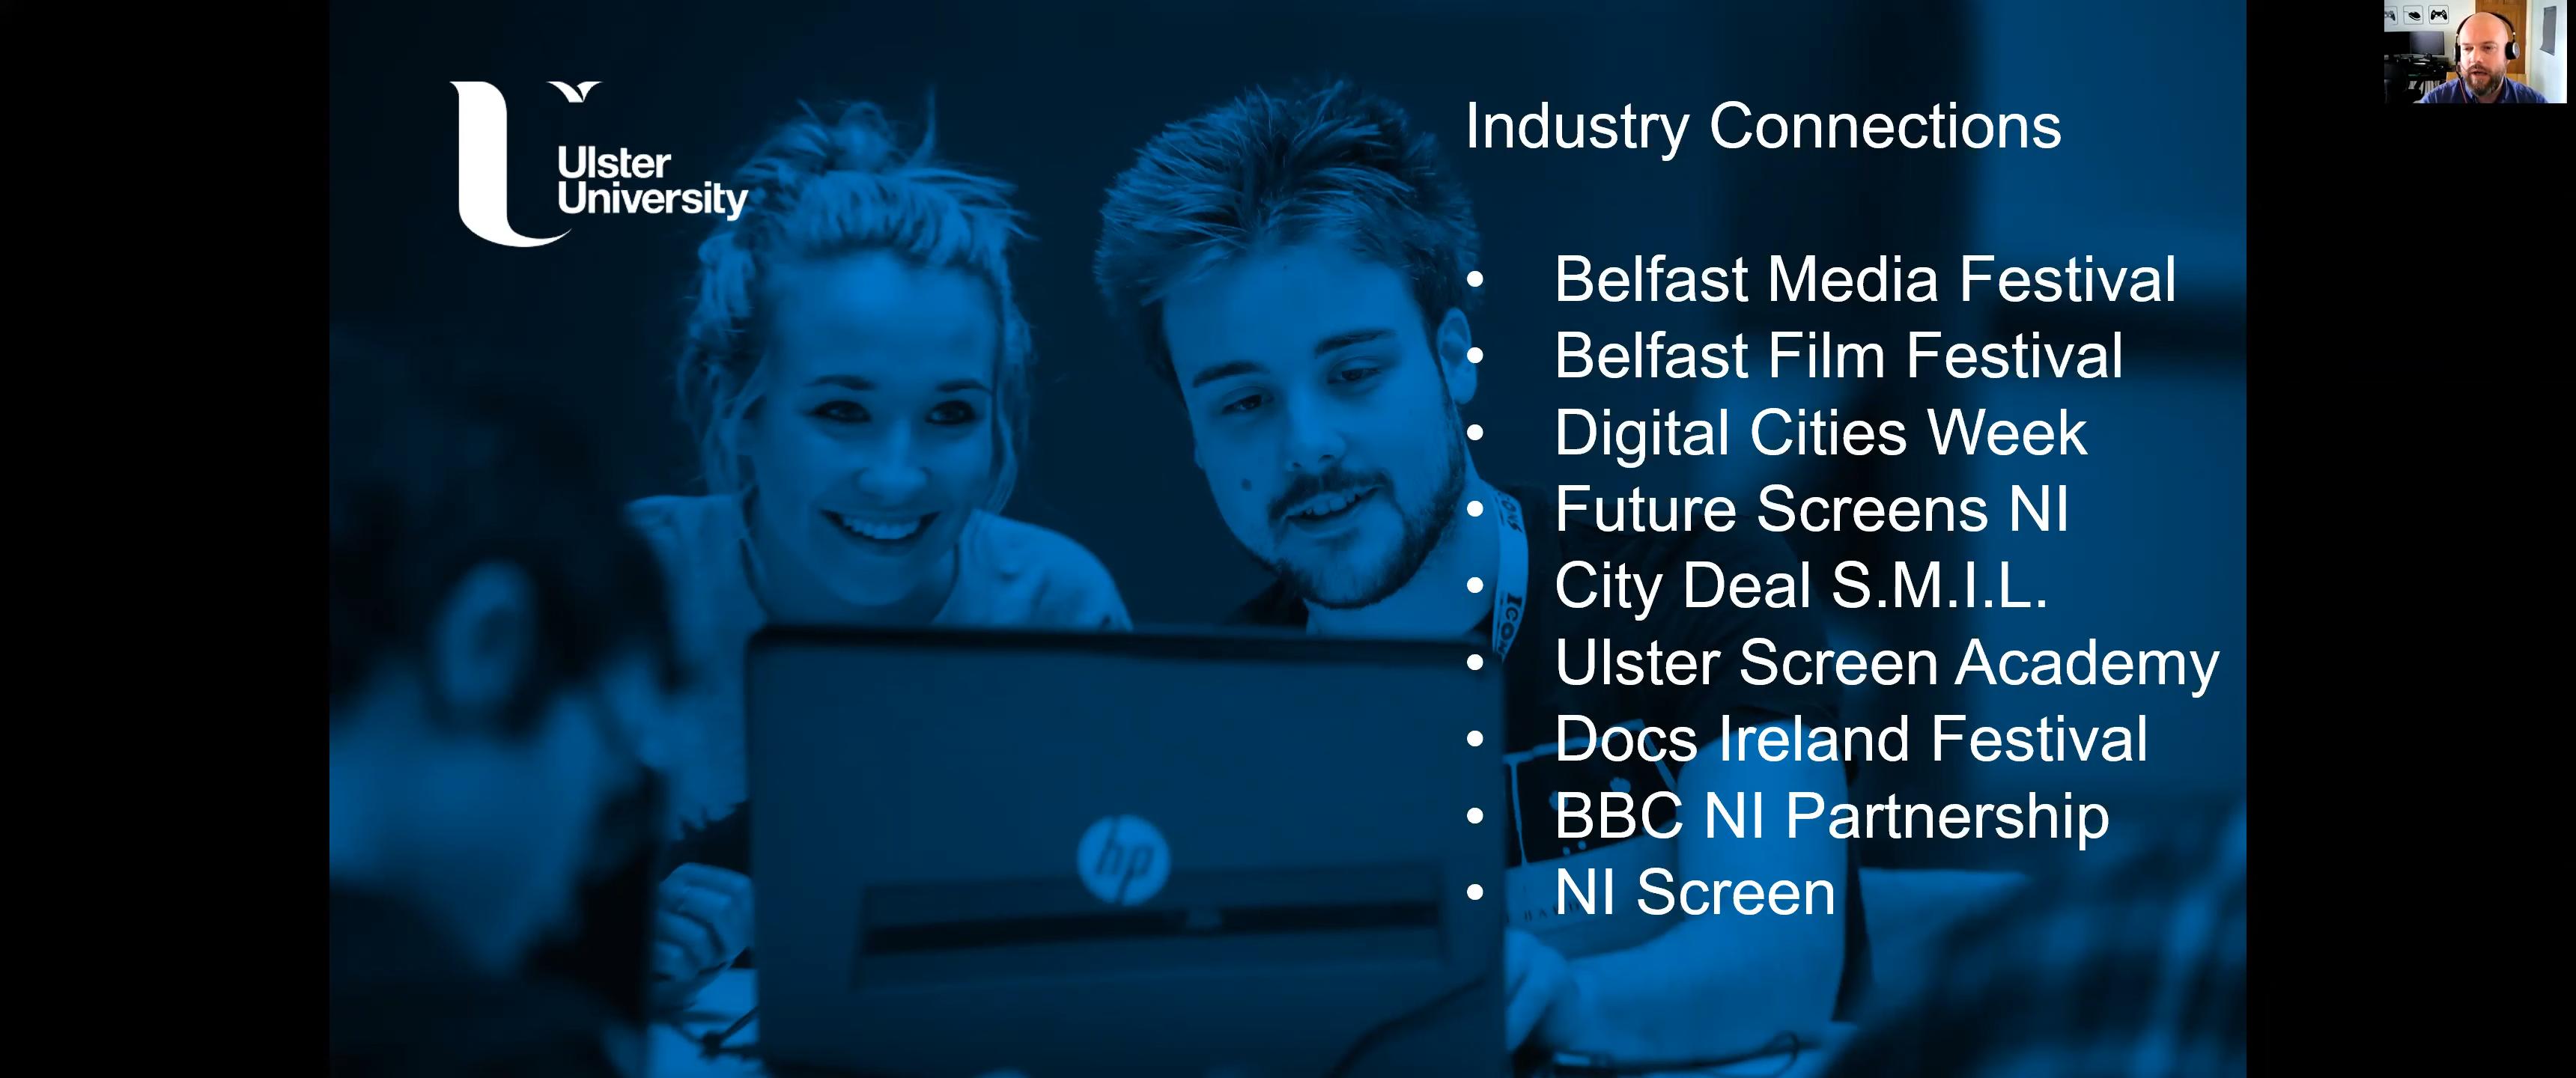 Ulster
University
Industry Connections
• Belfast Media Festival
• Belfast Film Festival
• Digital Cities Week
• Future Screens NI
• City Deal S.M.I.L.
• Ulster Screen Academy
• Docs Ireland Festival
• BBC NI Partnership
• NI Screen
hp